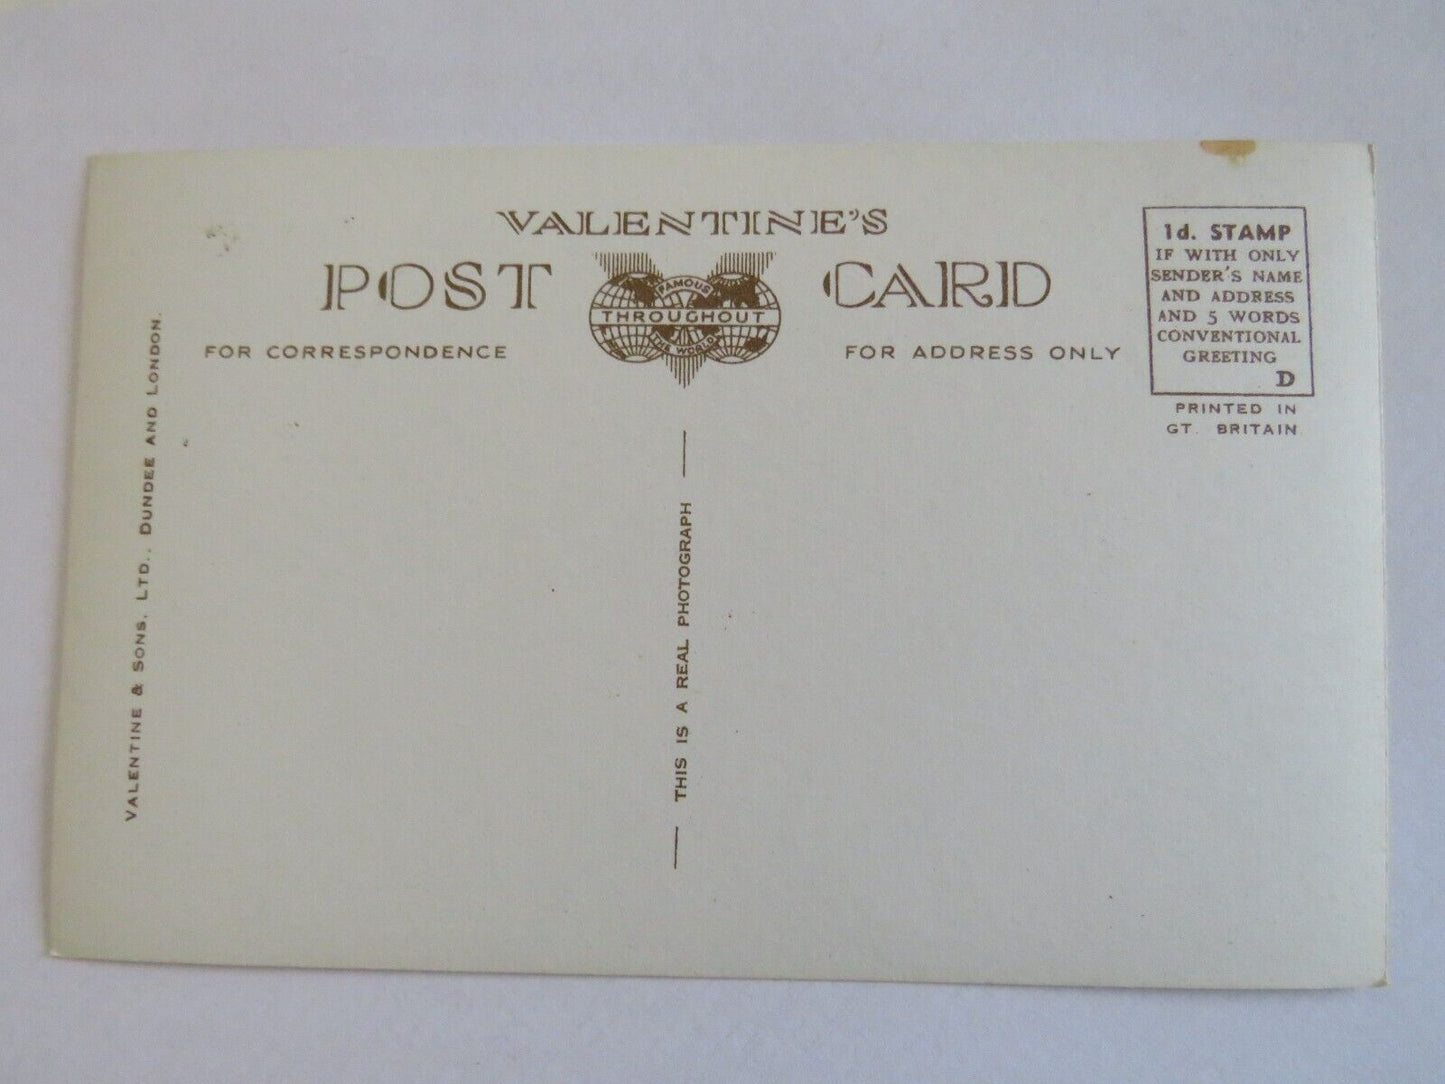 VALENTINE'S
POST CARD
FAMOUS
THROUGHOUT
THE WORLD
FOR CORRESPONDENCE
FOR ADDRESS ONLY
1d. STAMP
IF WITH ONLY
SENDER'S NAME
AND ADDRESS
AND 5 WORDS
CONVENTIONAL
GREETING
D
PRINTED IN
GT. BRITAIN
VALENTINE & SONS, LTD., DUNDEE AND LONDON.
THIS IS A REAL PHOTOGRAPH